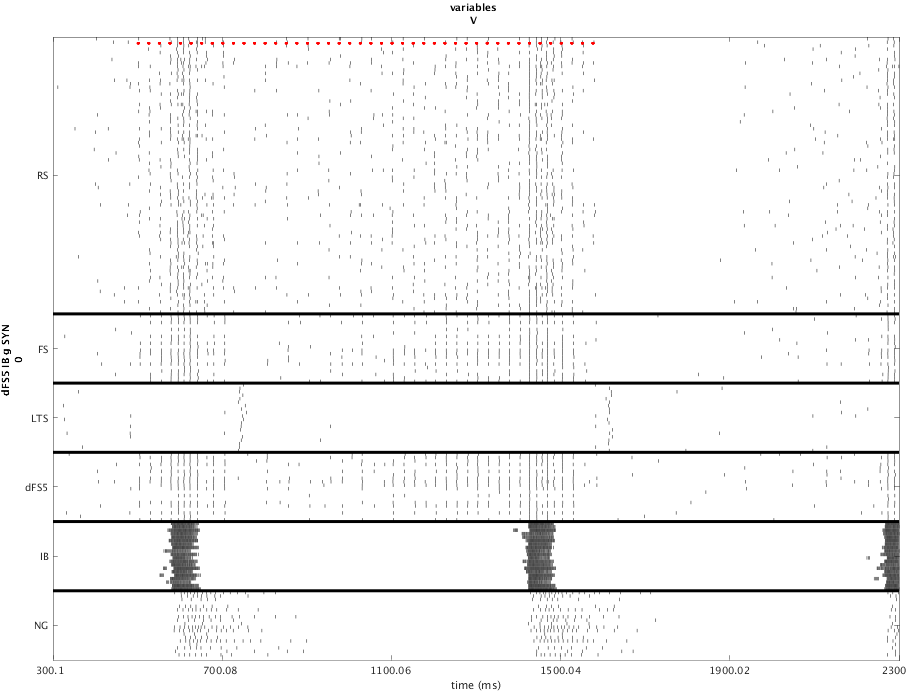 variables
V
RS
FS
LTS
dFS5
IB
NG
dFS5 IB g SYN
0
300.1
700.08
1100.06
1500.04
1900.02
2300
time (ms)